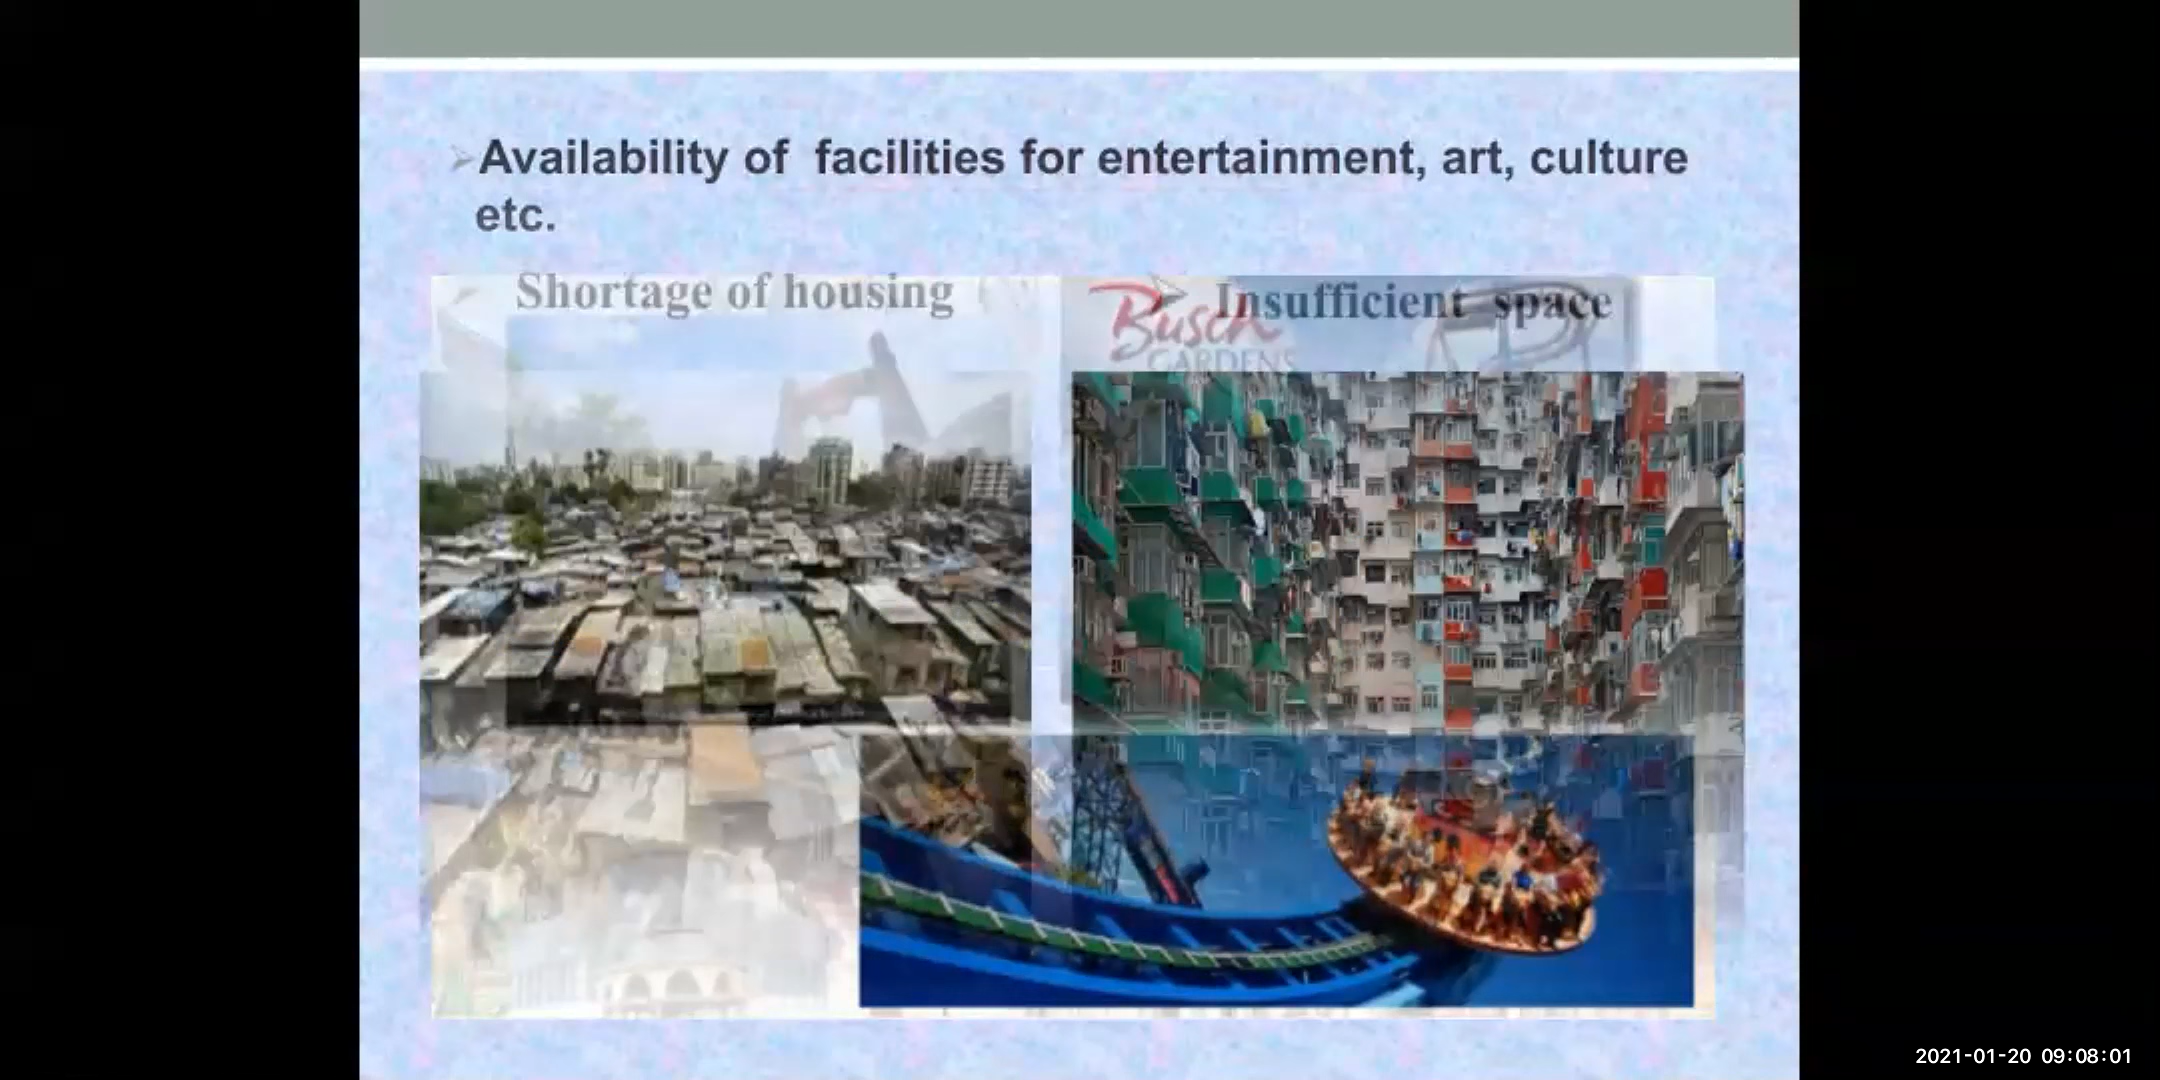 ➢Availability of  facilities for entertainment, art, culture
etc.
Shortage of housing
Insufficient  space
Busch
GARDENS
2021-01-20 09:08:01